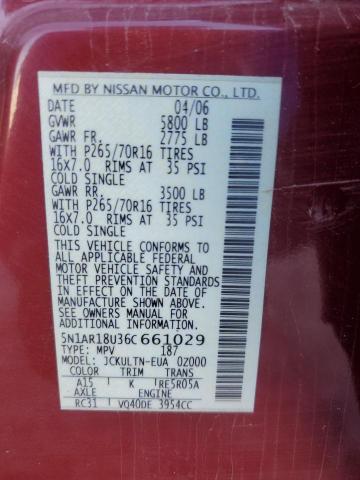 MFD BY NISSAN MOTOR CO., LTD.
DATE 04/06
GVWR 5800 LB
GAWR FR. 2775 LB
WITH P265/70R16 TIRES
16X7.0 RIMS AT 35 PSI
COLD SINGLE
GAWR RR. 3500 LB
WITH P265/70R16 TIRES
16X7.0 RIMS AT 35 PSI
COLD SINGLE
THIS VEHICLE CONFORMS TO
ALL APPLICABLE FEDERAL
MOTOR VEHICLE SAFETY AND
THEFT PREVENTION STANDARDS
IN EFFECT ON THE DATE OF
MANUFACTURE SHOWN ABOVE.
SEE OWNERS MANUAL FOR
ADDITIONAL INFORMATION.
5N1AR18U36C661029
TYPE: MPV 187
MODEL: JCKULTN-EUA 0Z000
COLOR TRIM TRANS
A15 K RE5R05A
AXLE ENGINE
RC31 VQ40DE 3954CC